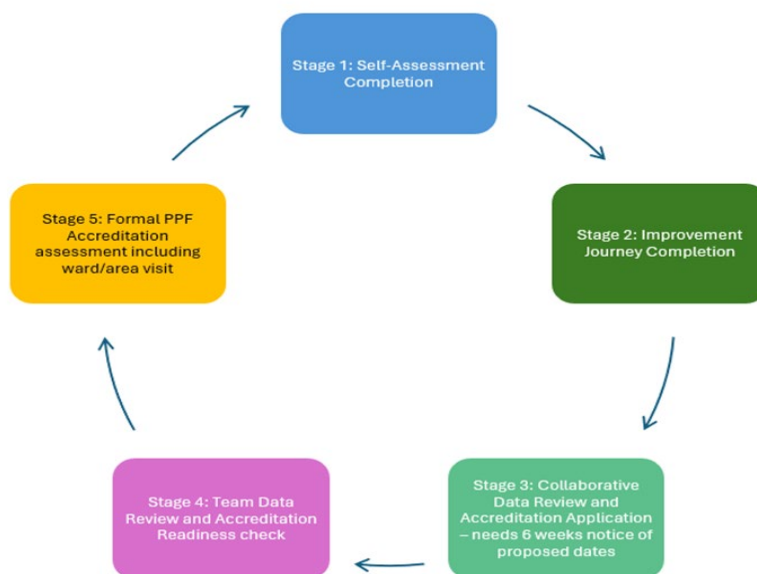 Stage 1: Self-Assessment
Completion
Stage 2: Improvement
Journey Completion
Stage 3: Collaborative
Data Review and
Accreditation Application
– needs 6 weeks notice of
proposed dates
Stage 4: Team Data
Review and Accreditation
Readiness check
Stage 5: Formal PPF
Accreditation
assessment including
ward/area visit